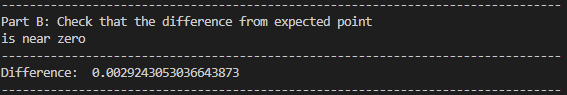 --------------------------------------------------------------------------------
Part B: Check that the difference from expected point
is near zero
--------------------------------------------------------------------------------
Difference:  0.0029243053036643873
--------------------------------------------------------------------------------